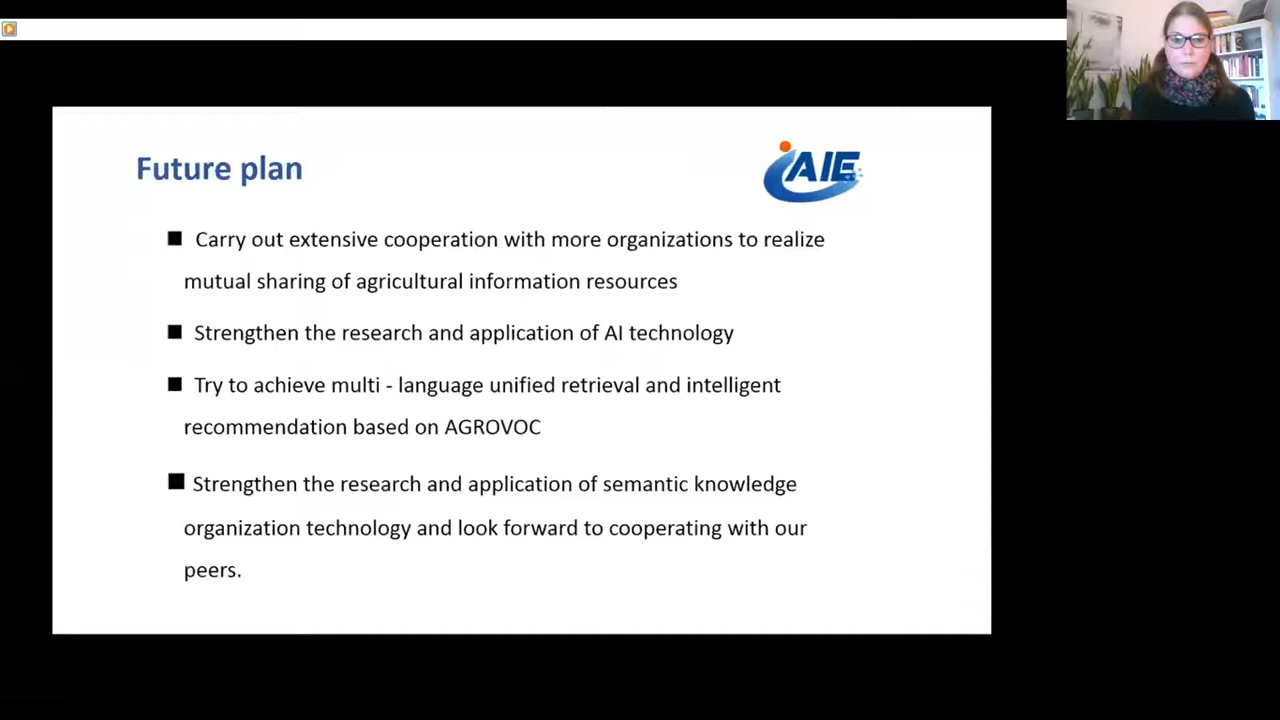 Future plan
AIE
■ Carry out extensive cooperation with more organizations to realize
mutual sharing of agricultural information resources
■ Strengthen the research and application of AI technology
■ Try to achieve multi - language unified retrieval and intelligent
recommendation based on AGROVOC
■ Strengthen the research and application of semantic knowledge
organization technology and look forward to cooperating with our
peers.